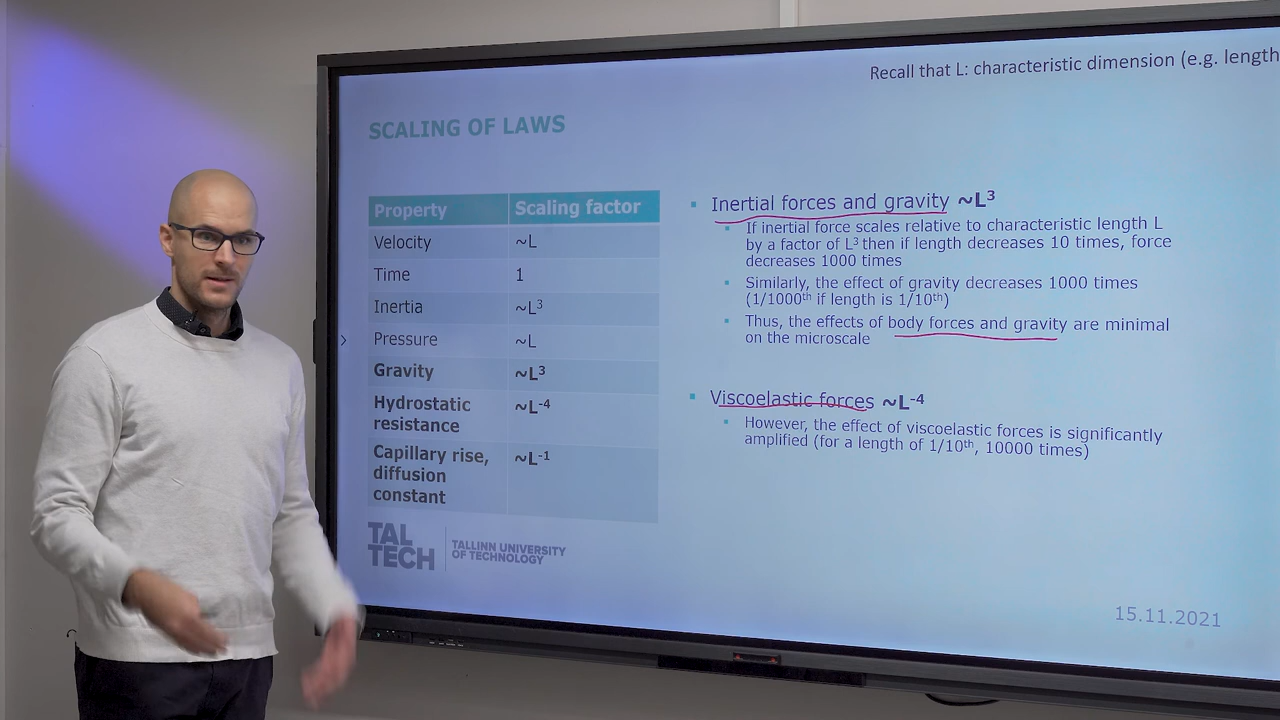 Recall that L: characteristic dimension (e.g. length
SCALING OF LAWS
Property Scaling factor
Velocity ~L
Time 1
Inertia ~L³
Pressure ~L
Gravity ~L³
Hydrostatic resistance ~L⁻⁴
Capillary rise, diffusion constant ~L⁻¹
Inertial forces and gravity ~L³
If inertial force scales relative to characteristic length L
by a factor of L³ then if length decreases 10 times, force
decreases 1000 times
Similarly, the effect of gravity decreases 1000 times
(1/1000ᵗʰ if length is 1/10ᵗʰ)
Thus, the effects of body forces and gravity are minimal
on the microscale
Viscoelastic forces ~L⁻⁴
However, the effect of viscoelastic forces is significantly
amplified (for a length of 1/10ᵗʰ, 10000 times)
TAL
TECH
TALLINN UNIVERSITY
OF TECHNOLOGY
15.11.2021